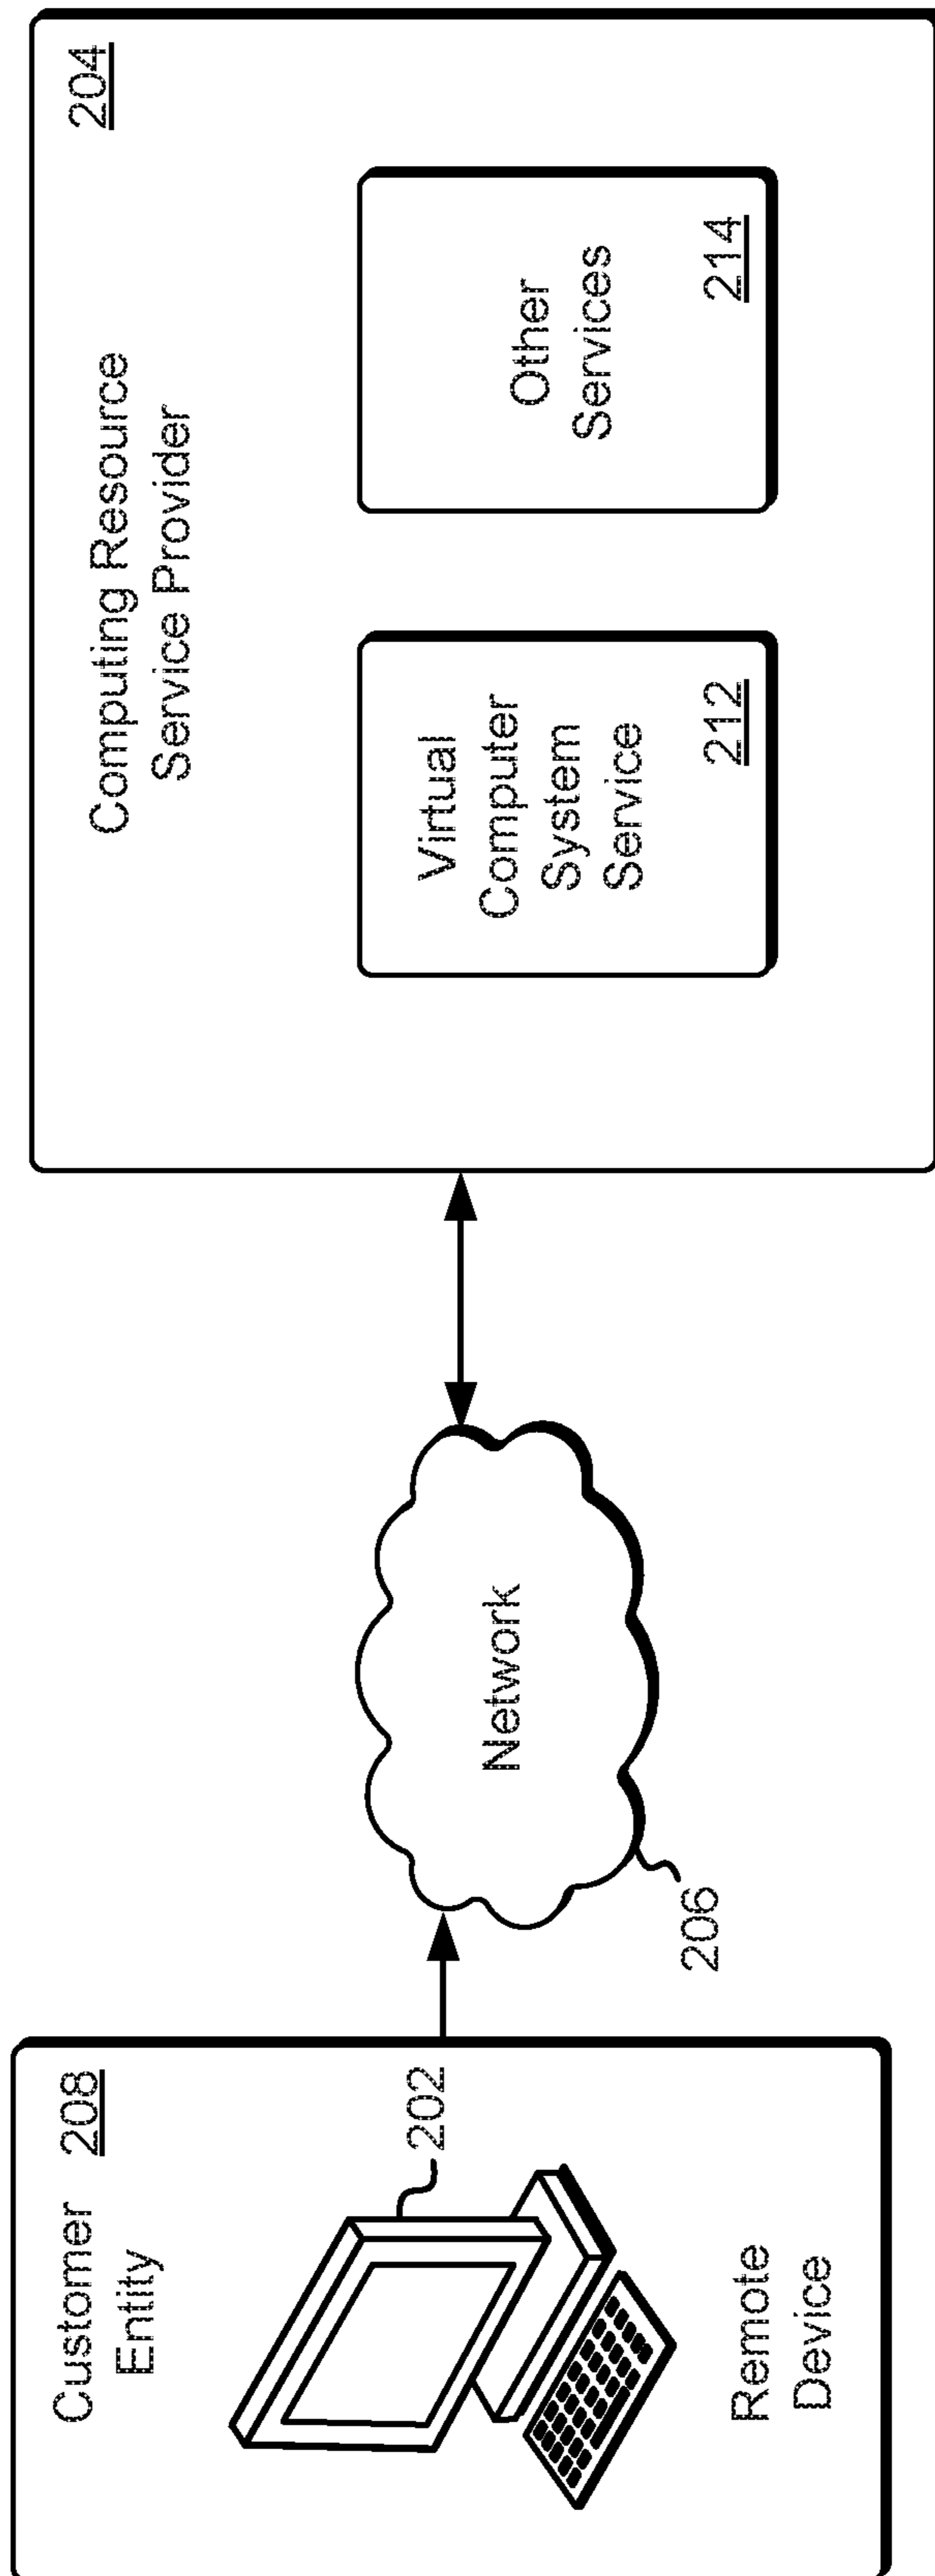 Customer
Entity
208
202
Remote
Device
Network
206
Computing Resource
Service Provider
204
Virtual
Computer
System
Service
212
Other
Services
214